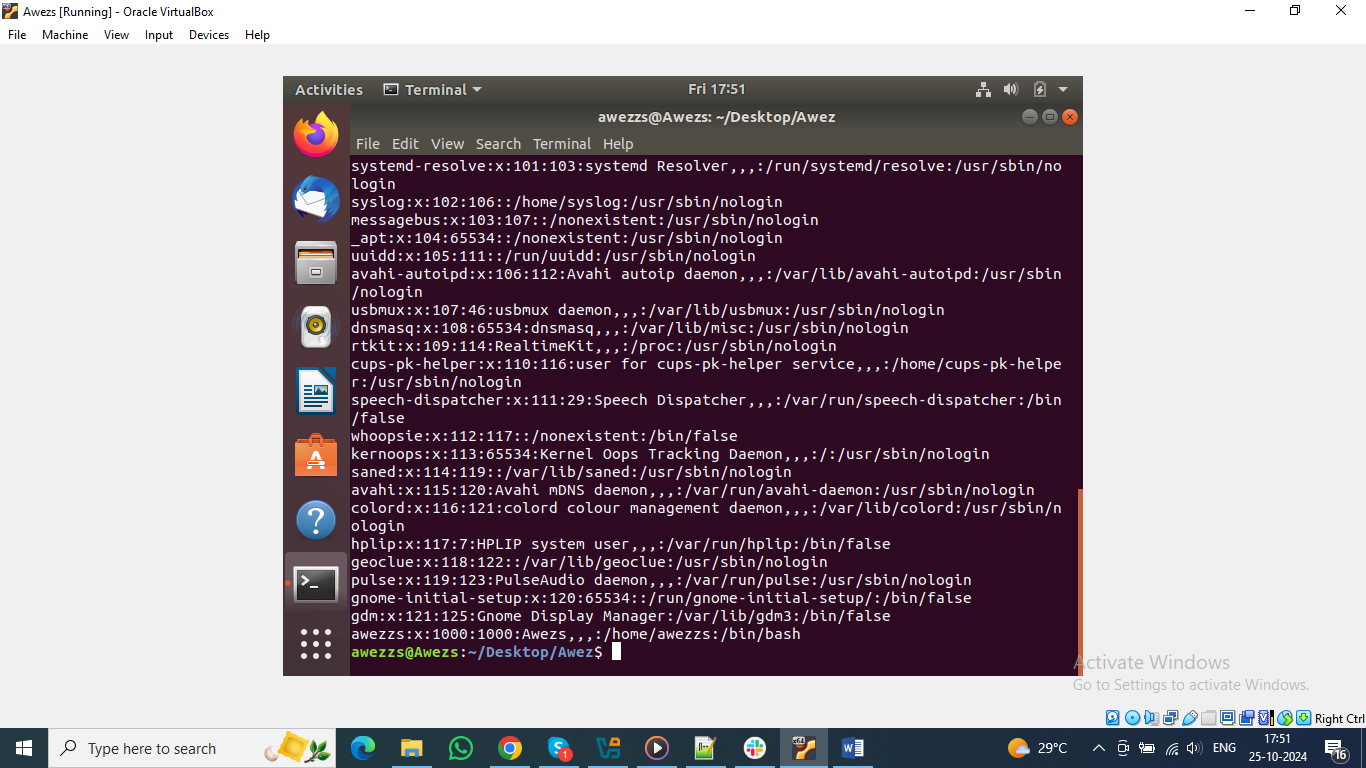 Awezs [Running] - Oracle VirtualBox
File Machine View Input Devices Help
Activities Terminal Fri 17:51
awezzs@Awezs: ~/Desktop/Awez
File Edit View Search Terminal Help
systemd-resolve:x:101:103:systemd Resolver,,,:/run/systemd/resolve:/usr/sbin/no
login
syslog:x:102:106::/home/syslog:/usr/sbin/nologin
messagebus:x:103:107::/nonexistent:/usr/sbin/nologin
_apt:x:104:65534::/nonexistent:/usr/sbin/nologin
uuidd:x:105:111::/run/uuidd:/usr/sbin/nologin
avahi-autoipd:x:106:112:Avahi autoip daemon,,,:/var/lib/avahi-autoipd:/usr/sbin
/nologin
usbmux:x:107:46:usbmux daemon,,,:/var/lib/usbmux:/usr/sbin/nologin
dnsmasq:x:108:65534:dnsmasq,,,:/var/lib/misc:/usr/sbin/nologin
rtkit:x:109:114:RealtimeKit,,,:/proc:/usr/sbin/nologin
cups-pk-helper:x:110:116:user for cups-pk-helper service,,,:/home/cups-pk-helpe
r:/usr/sbin/nologin
speech-dispatcher:x:111:29:Speech Dispatcher,,,:/var/run/speech-dispatcher:/bin
/false
whoopsie:x:112:117::/nonexistent:/bin/false
kernoops:x:113:65534:Kernel Oops Tracking Daemon,,,:/:/usr/sbin/nologin
saned:x:114:119::/var/lib/saned:/usr/sbin/nologin
avahi:x:115:120:Avahi mDNS daemon,,,:/var/run/avahi-daemon:/usr/sbin/nologin
colord:x:116:121:colord colour management daemon,,,:/var/lib/colord:/usr/sbin/n
ologin
hplip:x:117:7:HPLIP system user,,,:/var/run/hplip:/bin/false
geoclue:x:118:122::/var/lib/geoclue:/usr/sbin/nologin
pulse:x:119:123:PulseAudio daemon,,,:/var/run/pulse:/usr/sbin/nologin
gnome-initial-setup:x:120:65534::/run/gnome-initial-setup/:/bin/false
gdm:x:121:125:Gnome Display Manager:/var/lib/gdm3:/bin/false
awezzs:x:1000:1000:Awezs,,,:/home/awezzs:/bin/bash
awezzs@Awezs:~/Desktop/Awez$
Activate Windows
Go to Settings to activate Windows.
Right Ctrl
Type here to search
1
29°C
ENG
17:51
25-10-2024
16